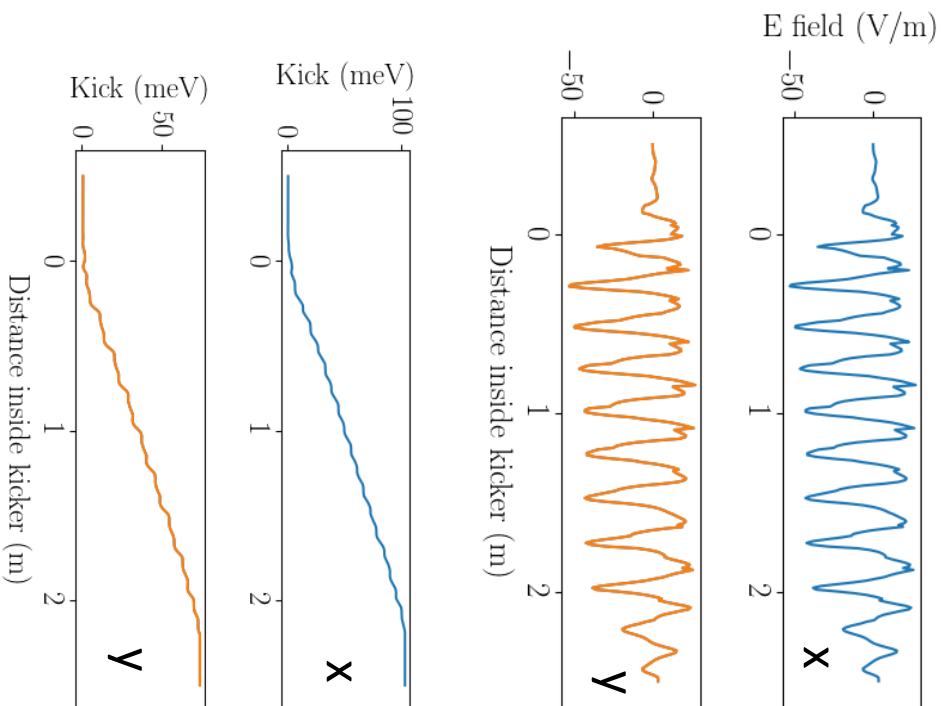 E field (V/m)
−50 0
−50 0
0 1 2
x
0 1 2
y
Distance inside kicker (m)
Kick (meV)
0 100
0 1 2
x
Kick (meV)
0 50
0 1 2
y
Distance inside kicker (m)